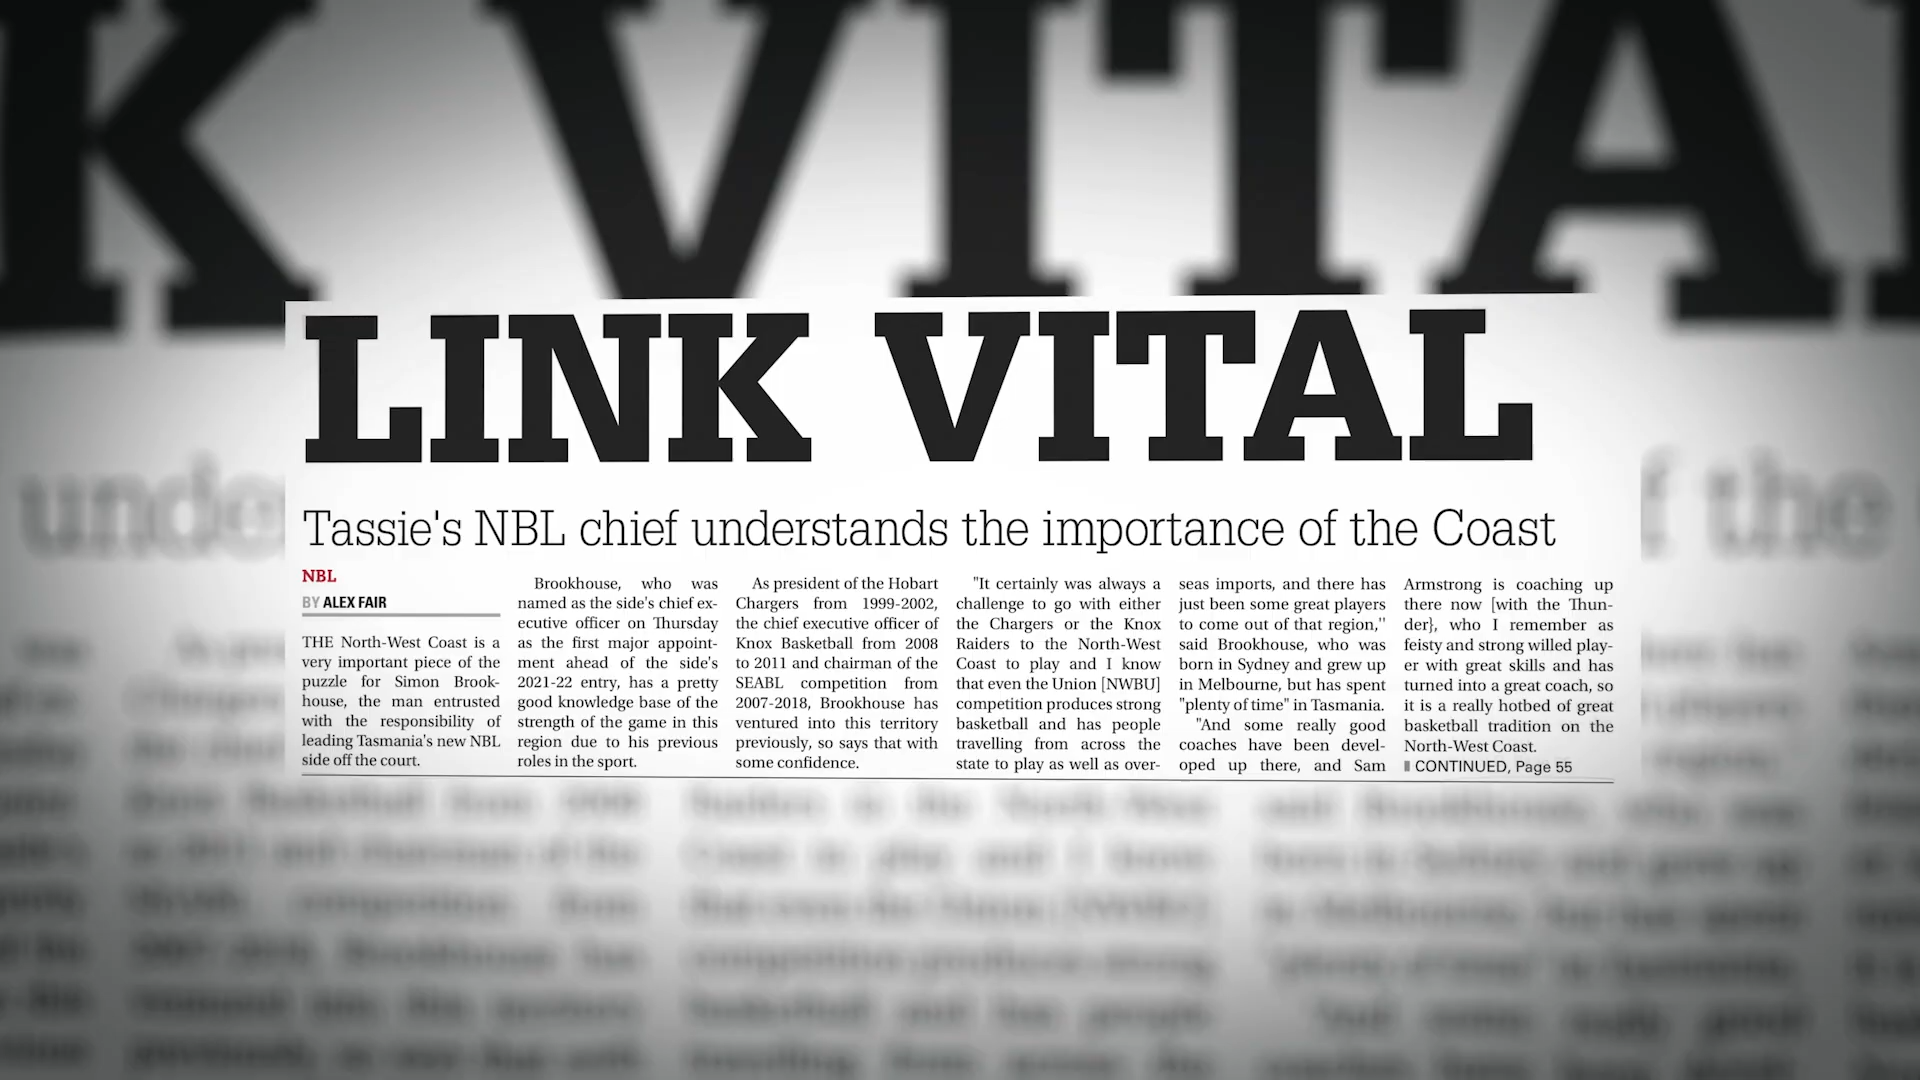 K VITAL
LINK VITAL
Tassie's NBL chief understands the importance of the Coast
NBL
BY ALEX FAIR
THE North-West Coast is a
very important piece of the
puzzle for Simon Brook-
house, the man entrusted
with the responsibility of
leading Tasmania's new NBL
side off the court.
Brookhouse, who was
named as the side's chief ex-
ecutive officer on Thursday
as the first major appoint-
ment ahead of the side's
2021-22 entry, has a pretty
good knowledge base of the
strength of the game in this
region due to his previous
roles in the sport.
As president of the Hobart
Chargers from 1999-2002,
the chief executive officer of
Knox Basketball from 2008
to 2011 and chairman of the
SEABL competition from
2007-2018, Brookhouse has
ventured into this territory
previously, so says that with
some confidence.
"It certainly was always a
challenge to go with either
the Chargers or the Knox
Raiders to the North-West
Coast to play and I know
that even the Union [NWBU]
competition produces strong
basketball and has people
travelling from across the
state to play as well as over-
seas imports, and there has
just been some great players
to come out of that region,"
said Brookhouse, who was
born in Sydney and grew up
in Melbourne, but has spent
"plenty of time" in Tasmania.
"And some really good
coaches have been devel-
oped up there, and Sam
Armstrong is coaching up
there now [with the Thun-
der}, who I remember as
feisty and strong willed play-
er with great skills and has
turned into a great coach, so
it is a really hotbed of great
basketball tradition on the
North-West Coast.
CONTINUED, Page 55